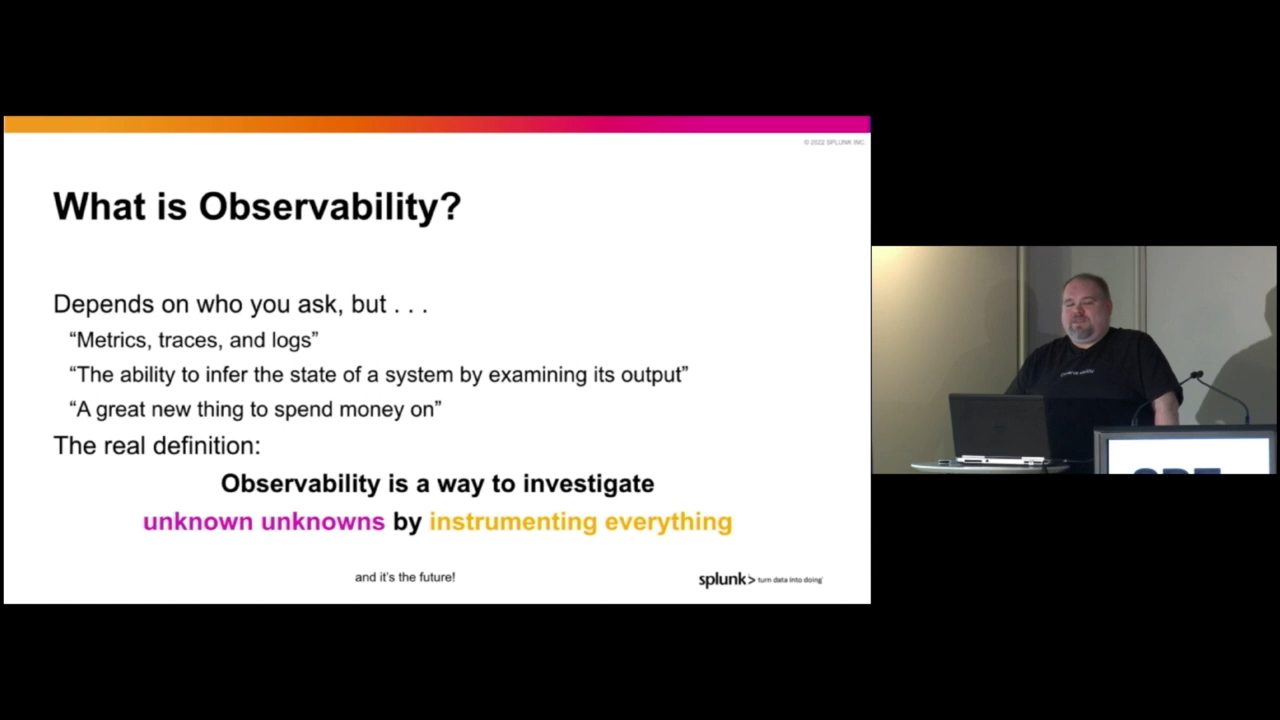 © 2022 SPLUNK INC.
What is Observability?
Depends on who you ask, but . . .
“Metrics, traces, and logs”
“The ability to infer the state of a system by examining its output”
“A great new thing to spend money on”
The real definition:
Observability is a way to investigate
unknown unknowns by instrumenting everything
and it’s the future!
splunk> turn data into doing